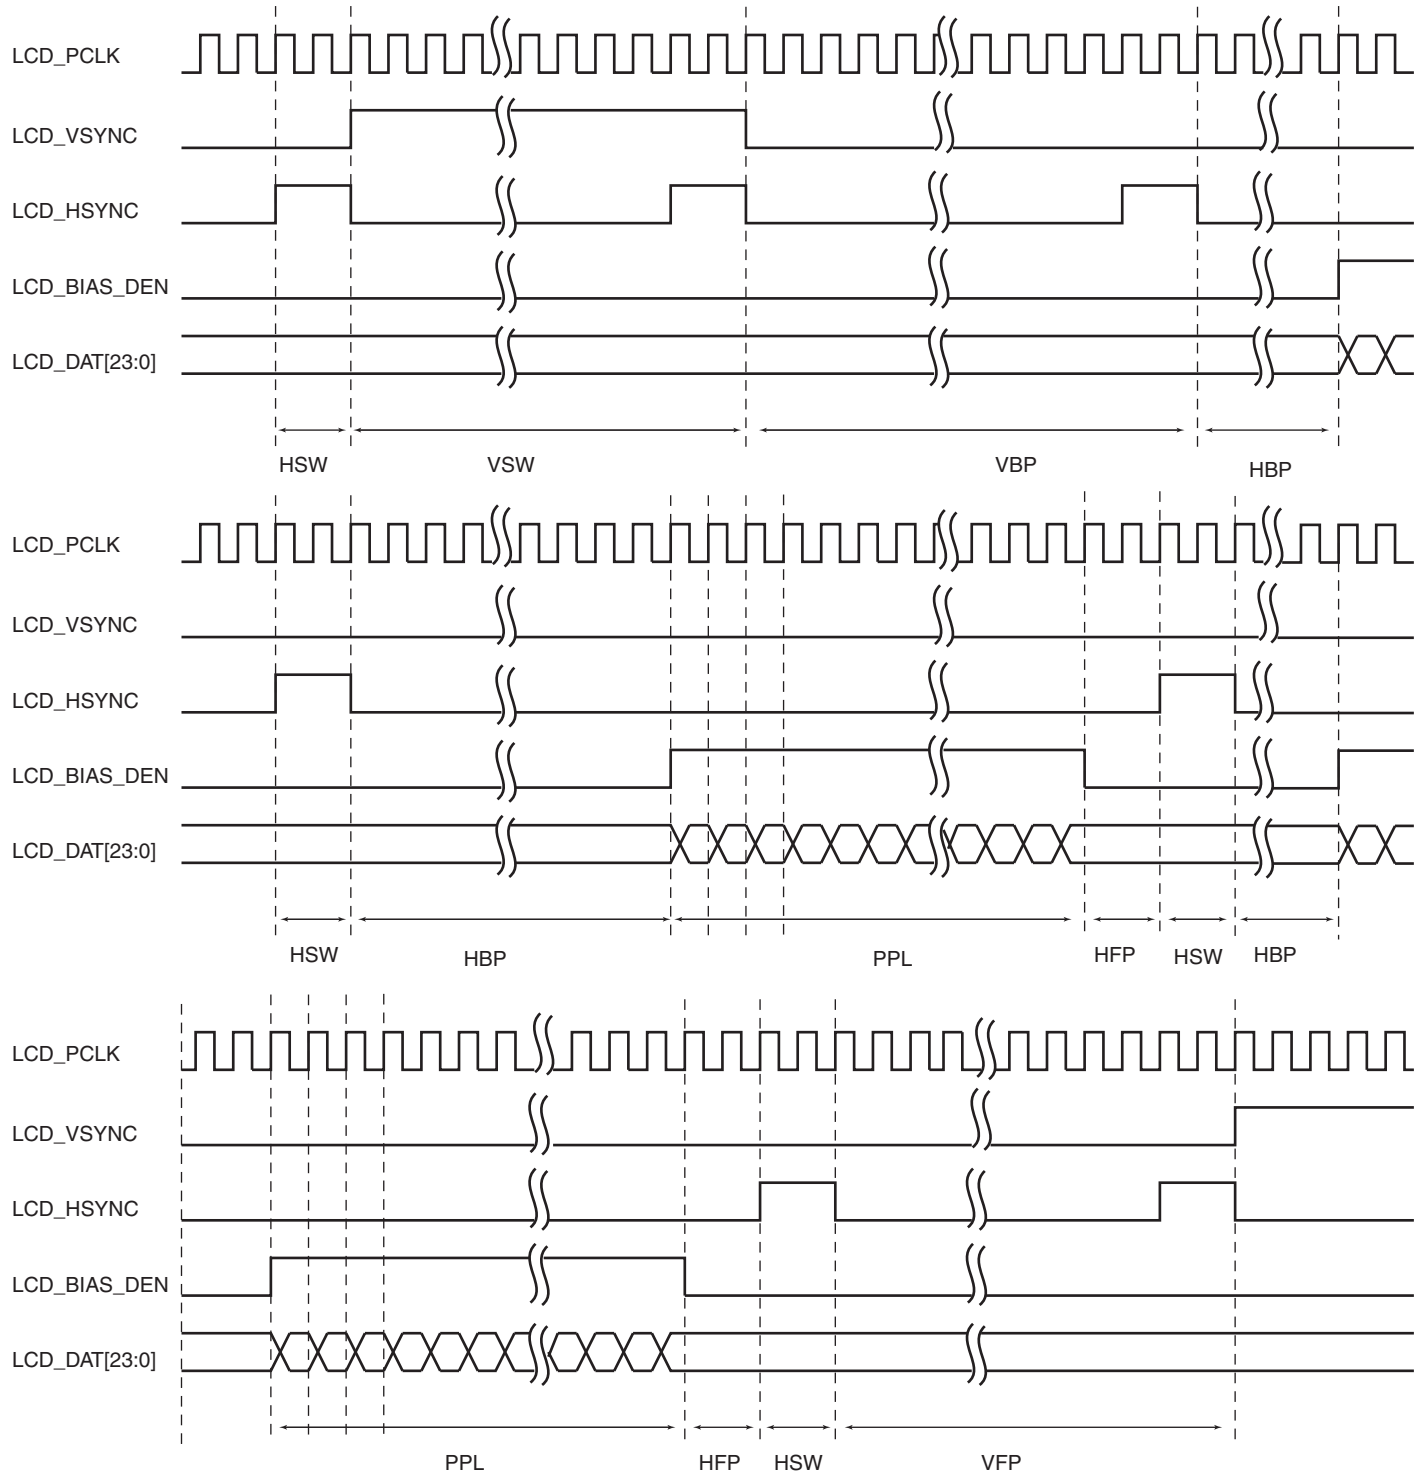 LCD_PCLK
LCD_VSYNC
LCD_HSYNC
LCD_BIAS_DEN
LCD_DAT[23:0]
HSW VSW VBP HBP
LCD_PCLK
LCD_VSYNC
LCD_HSYNC
LCD_BIAS_DEN
LCD_DAT[23:0]
HSW HBP PPL HFP HSW HBP
LCD_PCLK
LCD_VSYNC
LCD_HSYNC
LCD_BIAS_DEN
LCD_DAT[23:0]
PPL HFP HSW VFP